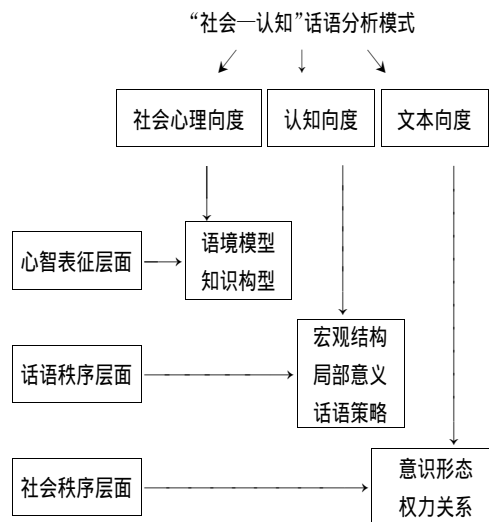 “社会—认知”话语分析模式
社会心理向度
认知向度
文本向度
心智表征层面
语境模型
知识构型
话语秩序层面
宏观结构
局部意义
话语策略
社会秩序层面
意识形态
权力关系